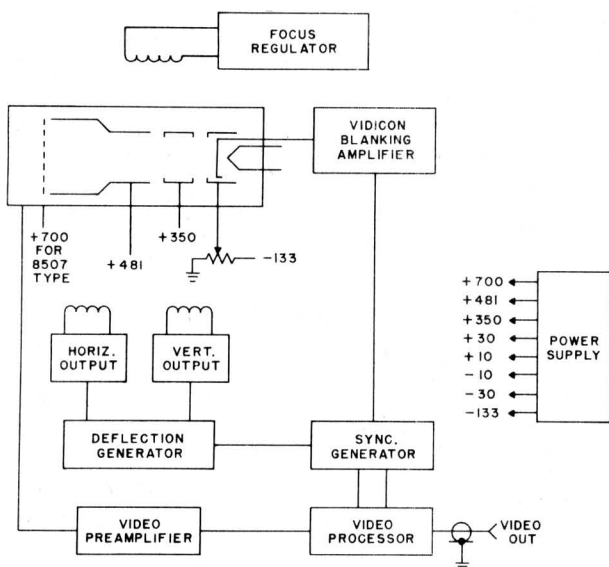 FOCUS
REGULATOR
VIDICON
BLANKING
AMPLIFIER
+700
FOR
8507
TYPE
+481
+350
-133
HORIZ.
OUTPUT
VERT.
OUTPUT
+700
+481
+350
+30
+10
-10
-30
-133
POWER
SUPPLY
DEFLECTION
GENERATOR
SYNC.
GENERATOR
VIDEO
PREAMPLIFIER
VIDEO
PROCESSOR
VIDEO
OUT